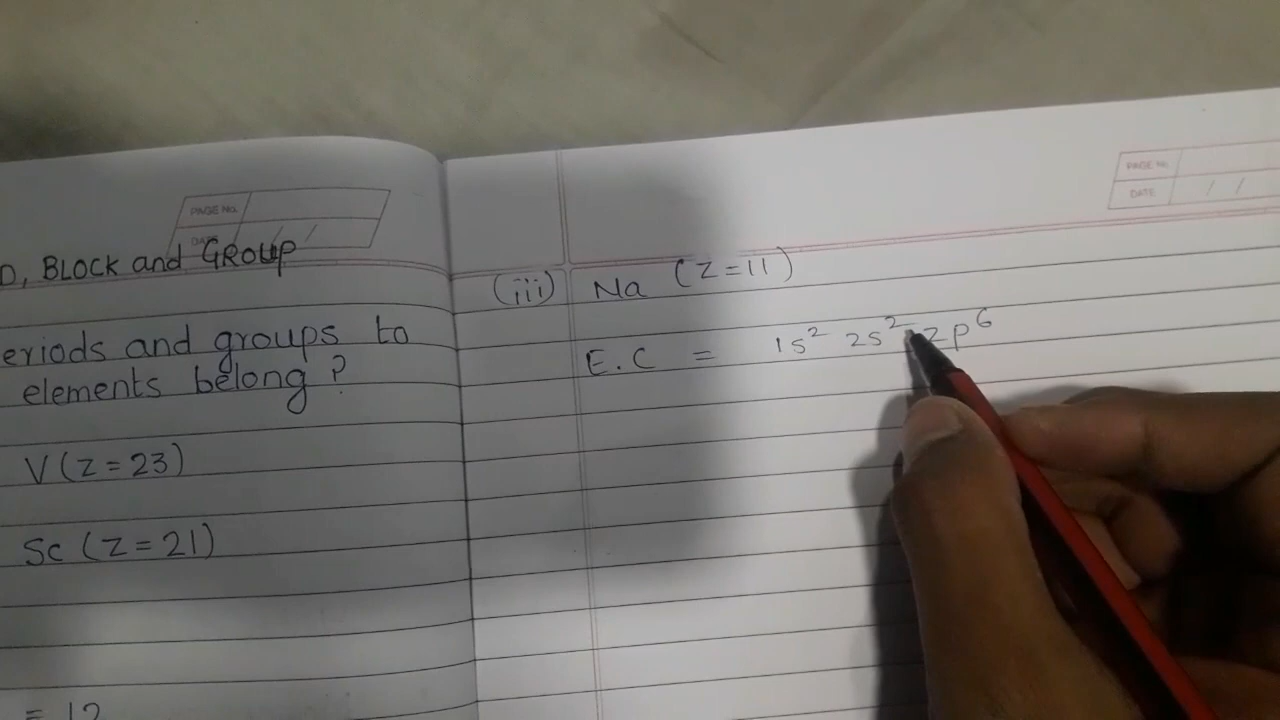 PAGE No.
DATE / /
D, BLOCK and GROUP
eriods and groups to
elements belong ?
V (Z = 23)
Sc (Z = 21)
= 12
PAGE No.
DATE / /
(iii) Na (Z = 11)
E.C = 1s² 2s² 2p⁶